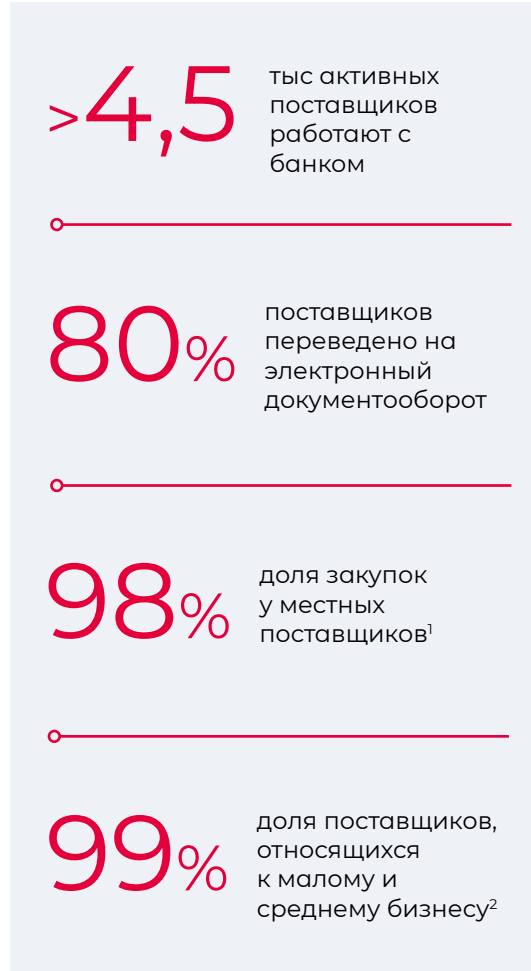 >4,5
тыс активных
поставщиков
работают с
банком
80%
поставщиков
переведено на
электронный
документооборот
98%
доля закупок
у местных
поставщиков¹
99%
доля поставщиков,
относящихся
к малому и
среднему бизнесу²